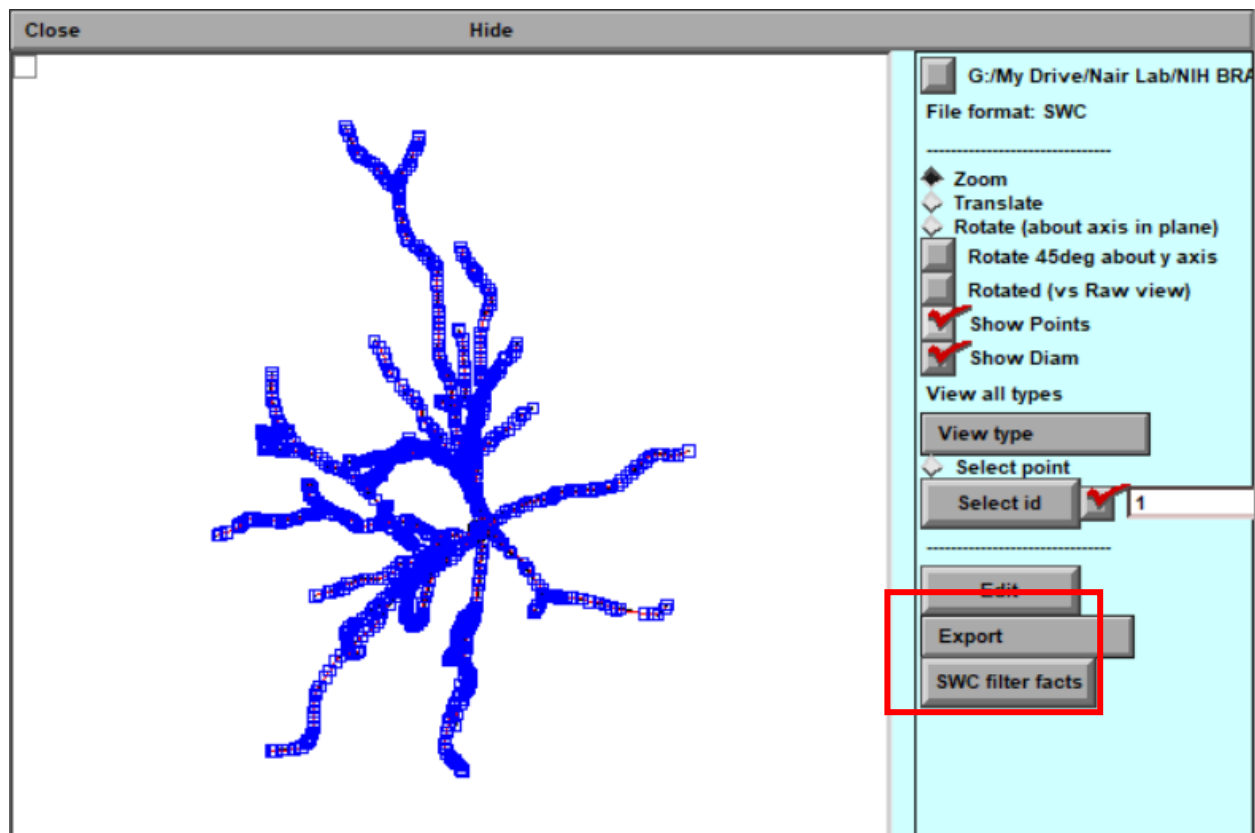 Close Hide
G:/My Drive/Nair Lab/NIH BRA
File format: SWC
--------------------------------
Zoom
Translate
Rotate (about axis in plane)
Rotate 45deg about y axis
Rotated (vs Raw view)
Show Points
Show Diam
View all types
View type
Select point
Select id 1
--------------------------------
Edit
Export
SWC filter facts